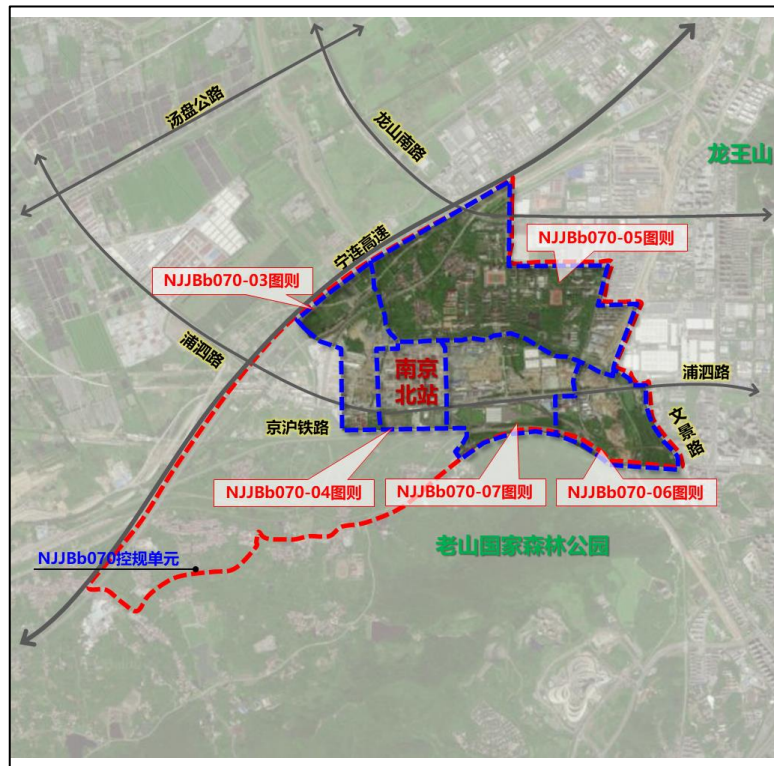 汤盘公路
龙山南路
龙王山
宁连高速
NJJBb070-05图则
NJJBb070-03图则
浦泗路
南京
北站
浦泗路
京沪铁路
文景路
NJJBb070-04图则
NJJBb070-07图则
NJJBb070-06图则
老山国家森林公园
NJJBb070控规单元